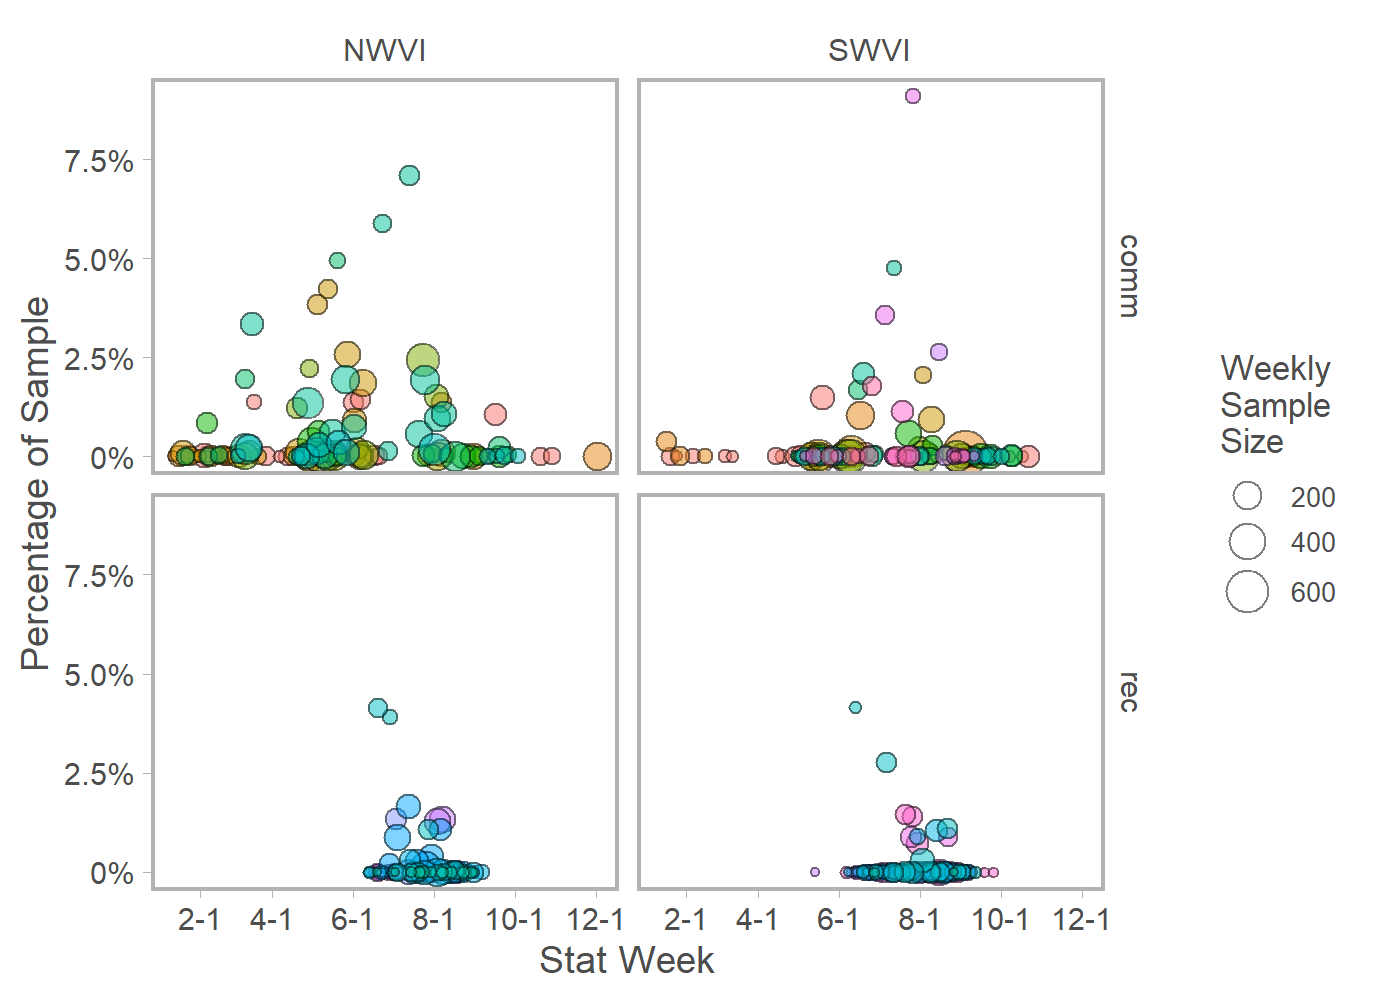 NWVI
SWVI
Percentage of Sample
7.5%
5.0%
2.5%
0%
comm
7.5%
5.0%
2.5%
0%
rec
2-1
4-1
6-1
8-1
10-1
12-1
2-1
4-1
6-1
8-1
10-1
12-1
Stat Week
Weekly
Sample
Size
200
400
600